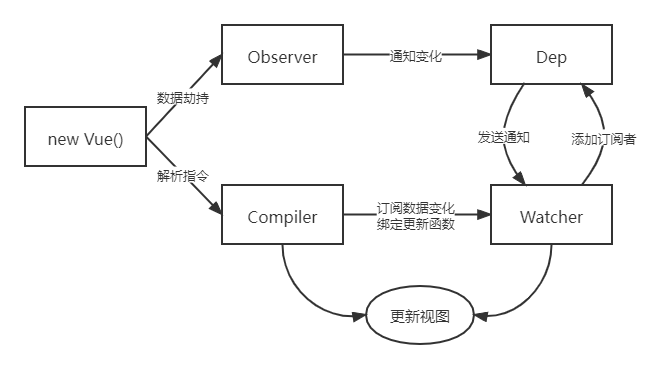 Observer
通知变化
Dep
数据劫持
new Vue()
发送通知
添加订阅者
解析指令
Compiler
订阅数据变化
绑定更新函数
Watcher
更新视图